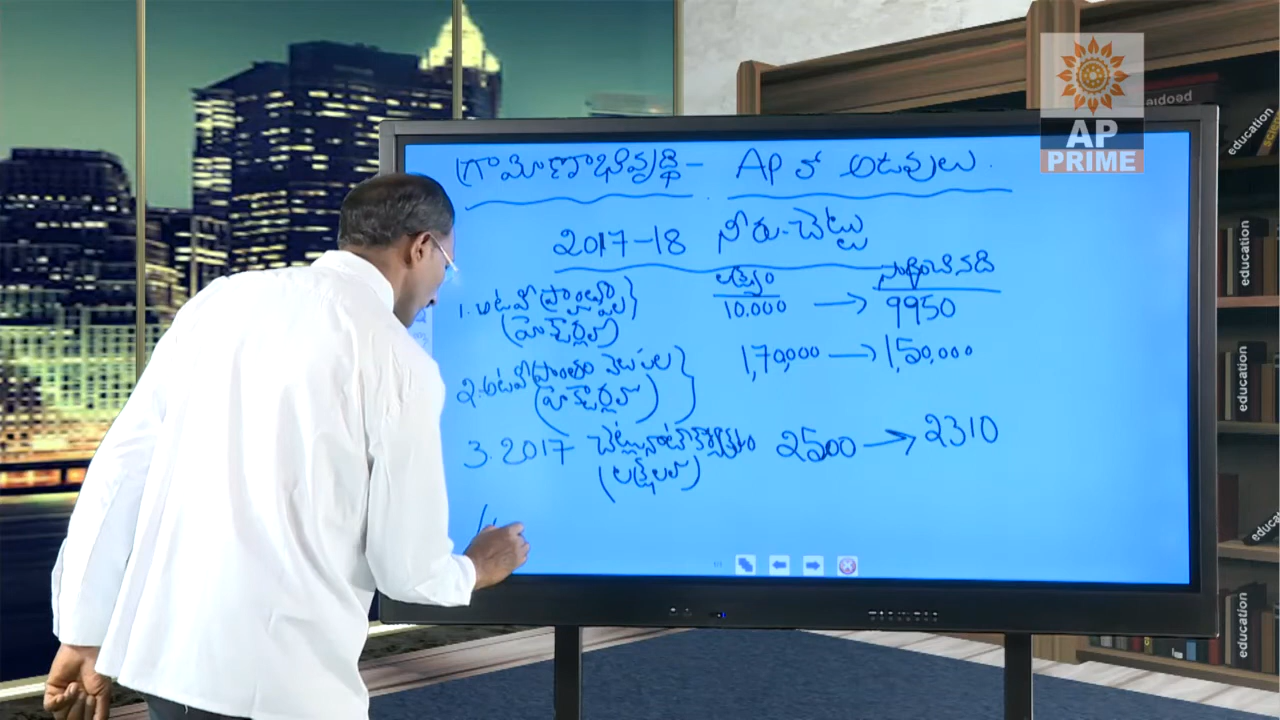 గ్రామీణాభివృద్ధి - AP లో అడవులు.
2017-18 నీరు-చెట్టు
లక్ష్యం సాధించినది
1. అటవీ ప్రాంతాల్లో } 10.000 → 9950
(హెక్టార్లలో)
2. అటవీప్రాంతం వెలుపల } 1,70,000 → 1,50,000
(హెక్టార్లలో)
3. 2017 చెట్లునాటే కార్యక్రమం 2500 → 2310
(లక్షలలో)
AP
PRIME
education
education
education
education
education